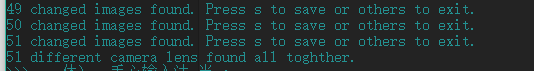 49 changed images found. Press s to save or others to exit.
50 changed images found. Press s to save or others to exit.
51 changed images found. Press s to save or others to exit.
51 different camera lens found all toghther.